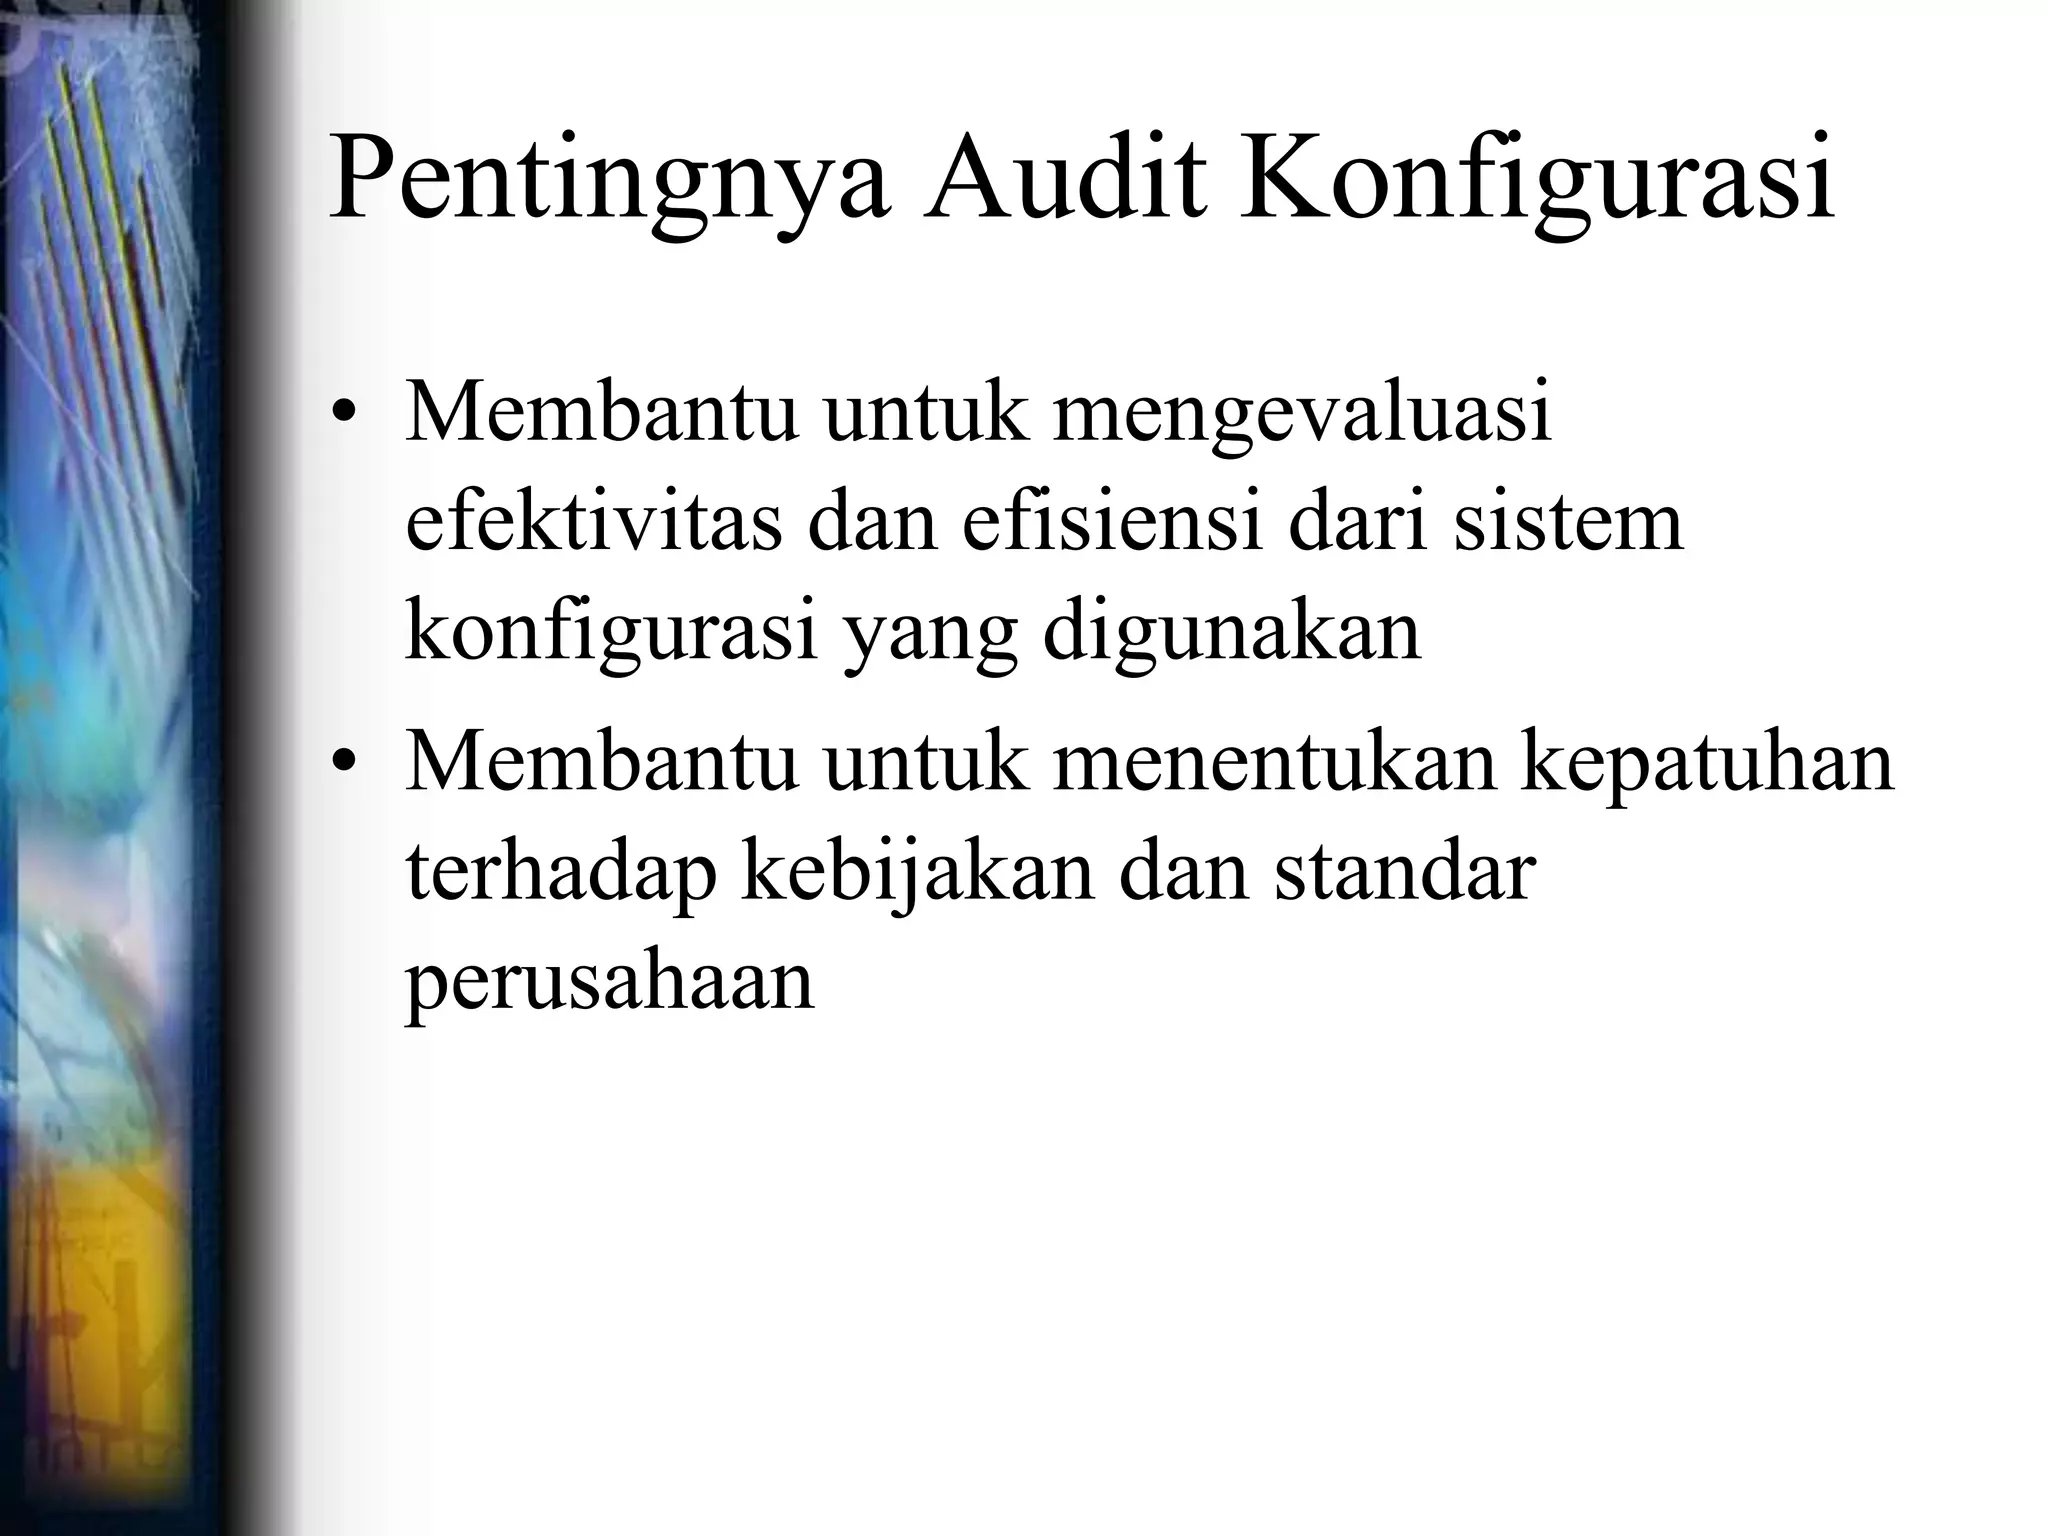 Pentingnya Audit Konfigurasi
• Membantu untuk mengevaluasi
efektivitas dan efisiensi dari sistem
konfigurasi yang digunakan
• Membantu untuk menentukan kepatuhan
terhadap kebijakan dan standar
perusahaan